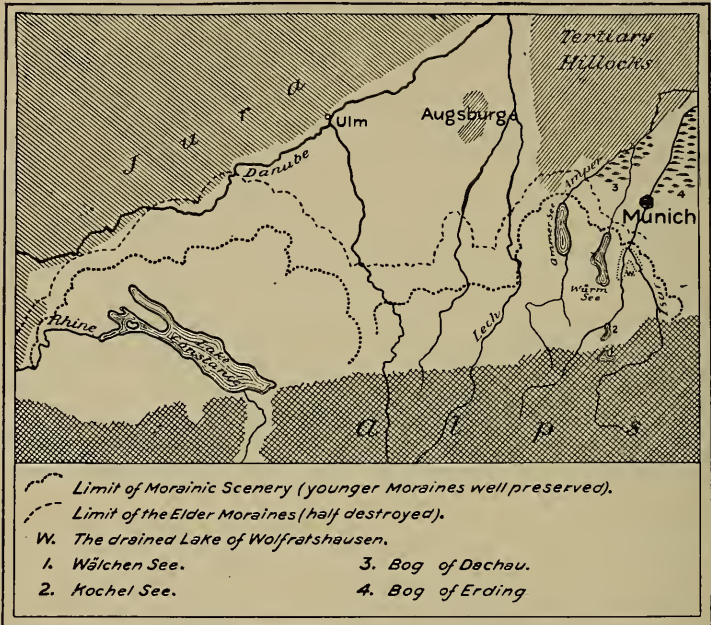 Tertiary
Hillocks
Jura
Ulm
Augsburg
Danube
Amper
3
4
Munich
Ammer See
Würm
See
W.
Isar
Rhine
Lake
Constance
Lech
2
1
alps
Limit of Morainic Scenery (younger Moraines well preserved).
Limit of the Elder Moraines (half destroyed).
W. The drained Lake of Wolfratshausen.
1. Wälchen See.
3. Bog of Dachau.
2. Kochel See.
4. Bog of Erding